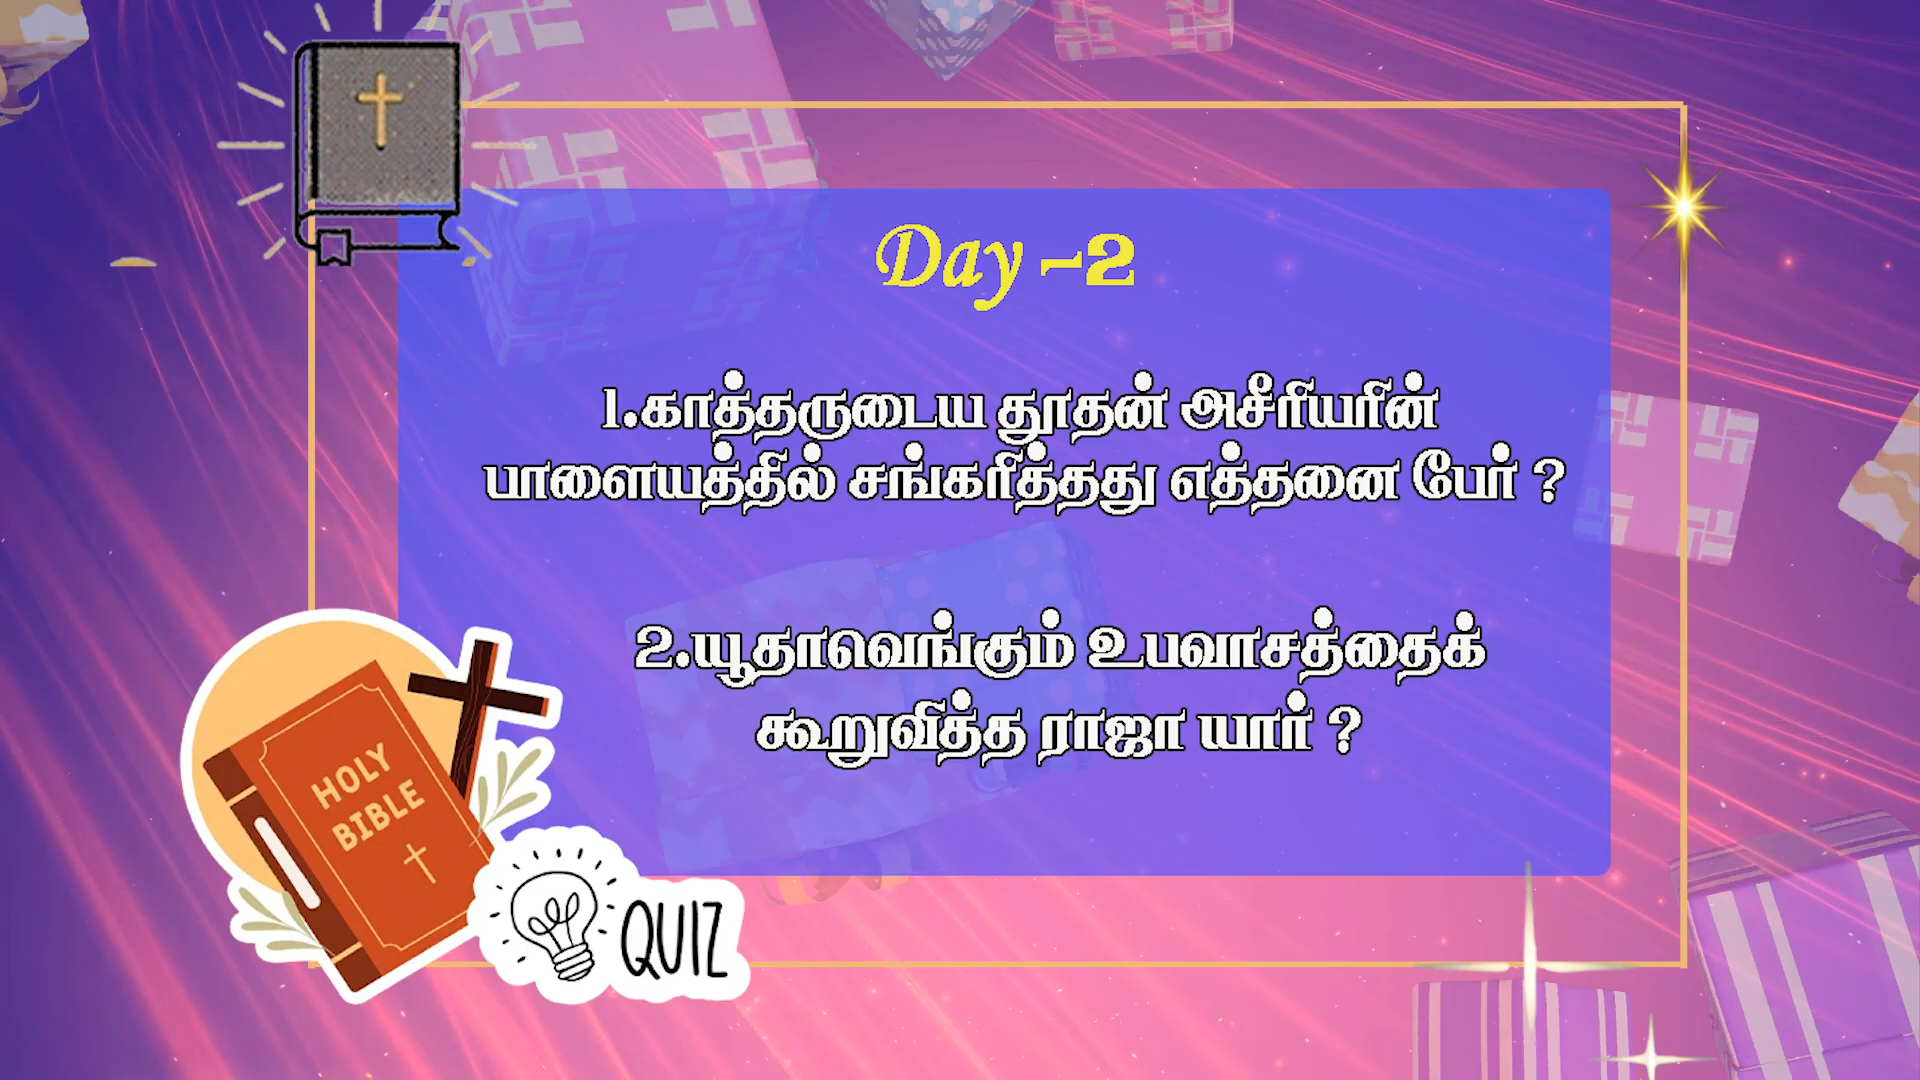 Day -2
1.காத்தருடைய தூதன் அசீரியரின்
பாளையத்தில் சங்கரித்தது எத்தனை பேர் ?
2.யூதாவெங்கும் உபவாசத்தைக்
கூறுவித்த ராஜா யார் ?
HOLY
BIBLE
QUIZ